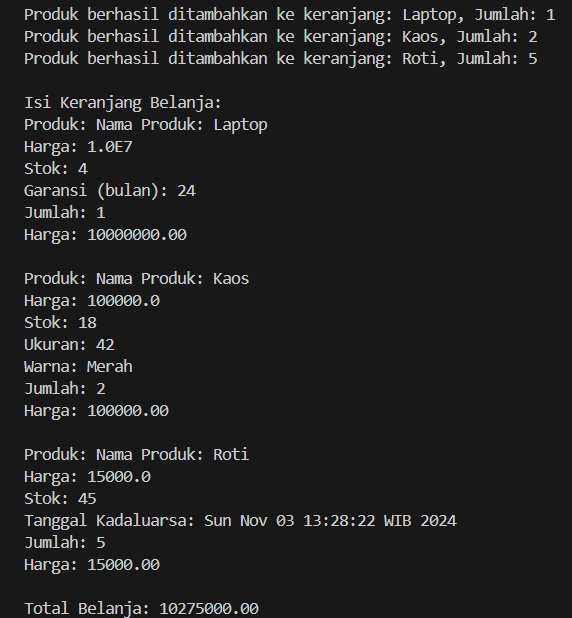 Produk berhasil ditambahkan ke keranjang: Laptop, Jumlah: 1
Produk berhasil ditambahkan ke keranjang: Kaos, Jumlah: 2
Produk berhasil ditambahkan ke keranjang: Roti, Jumlah: 5
Isi Keranjang Belanja:
Produk: Nama Produk: Laptop
Harga: 1.0E7
Stok: 4
Garansi (bulan): 24
Jumlah: 1
Harga: 10000000.00
Produk: Nama Produk: Kaos
Harga: 100000.0
Stok: 18
Ukuran: 42
Warna: Merah
Jumlah: 2
Harga: 100000.00
Produk: Nama Produk: Roti
Harga: 15000.0
Stok: 45
Tanggal Kadaluarsa: Sun Nov 03 13:28:22 WIB 2024
Jumlah: 5
Harga: 15000.00
Total Belanja: 10275000.00